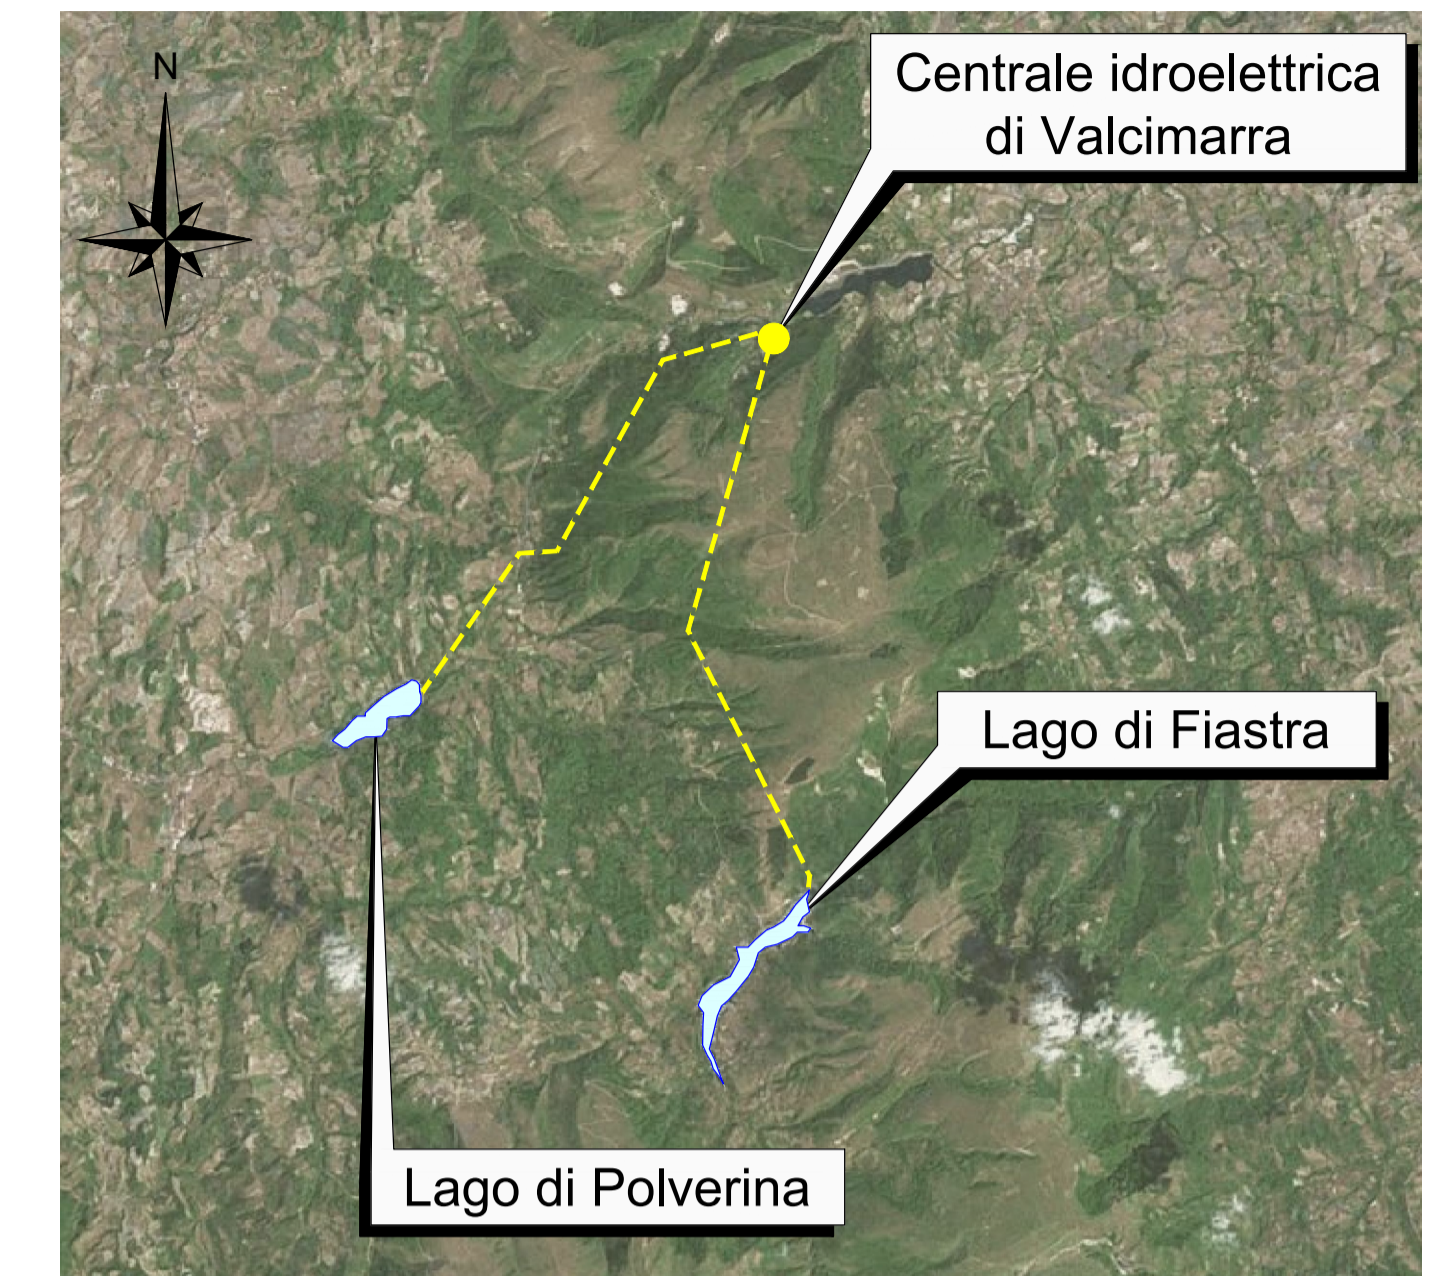 N
Centrale idroelettrica
di Valcimarra
Lago di Fiastra
Lago di Polverina